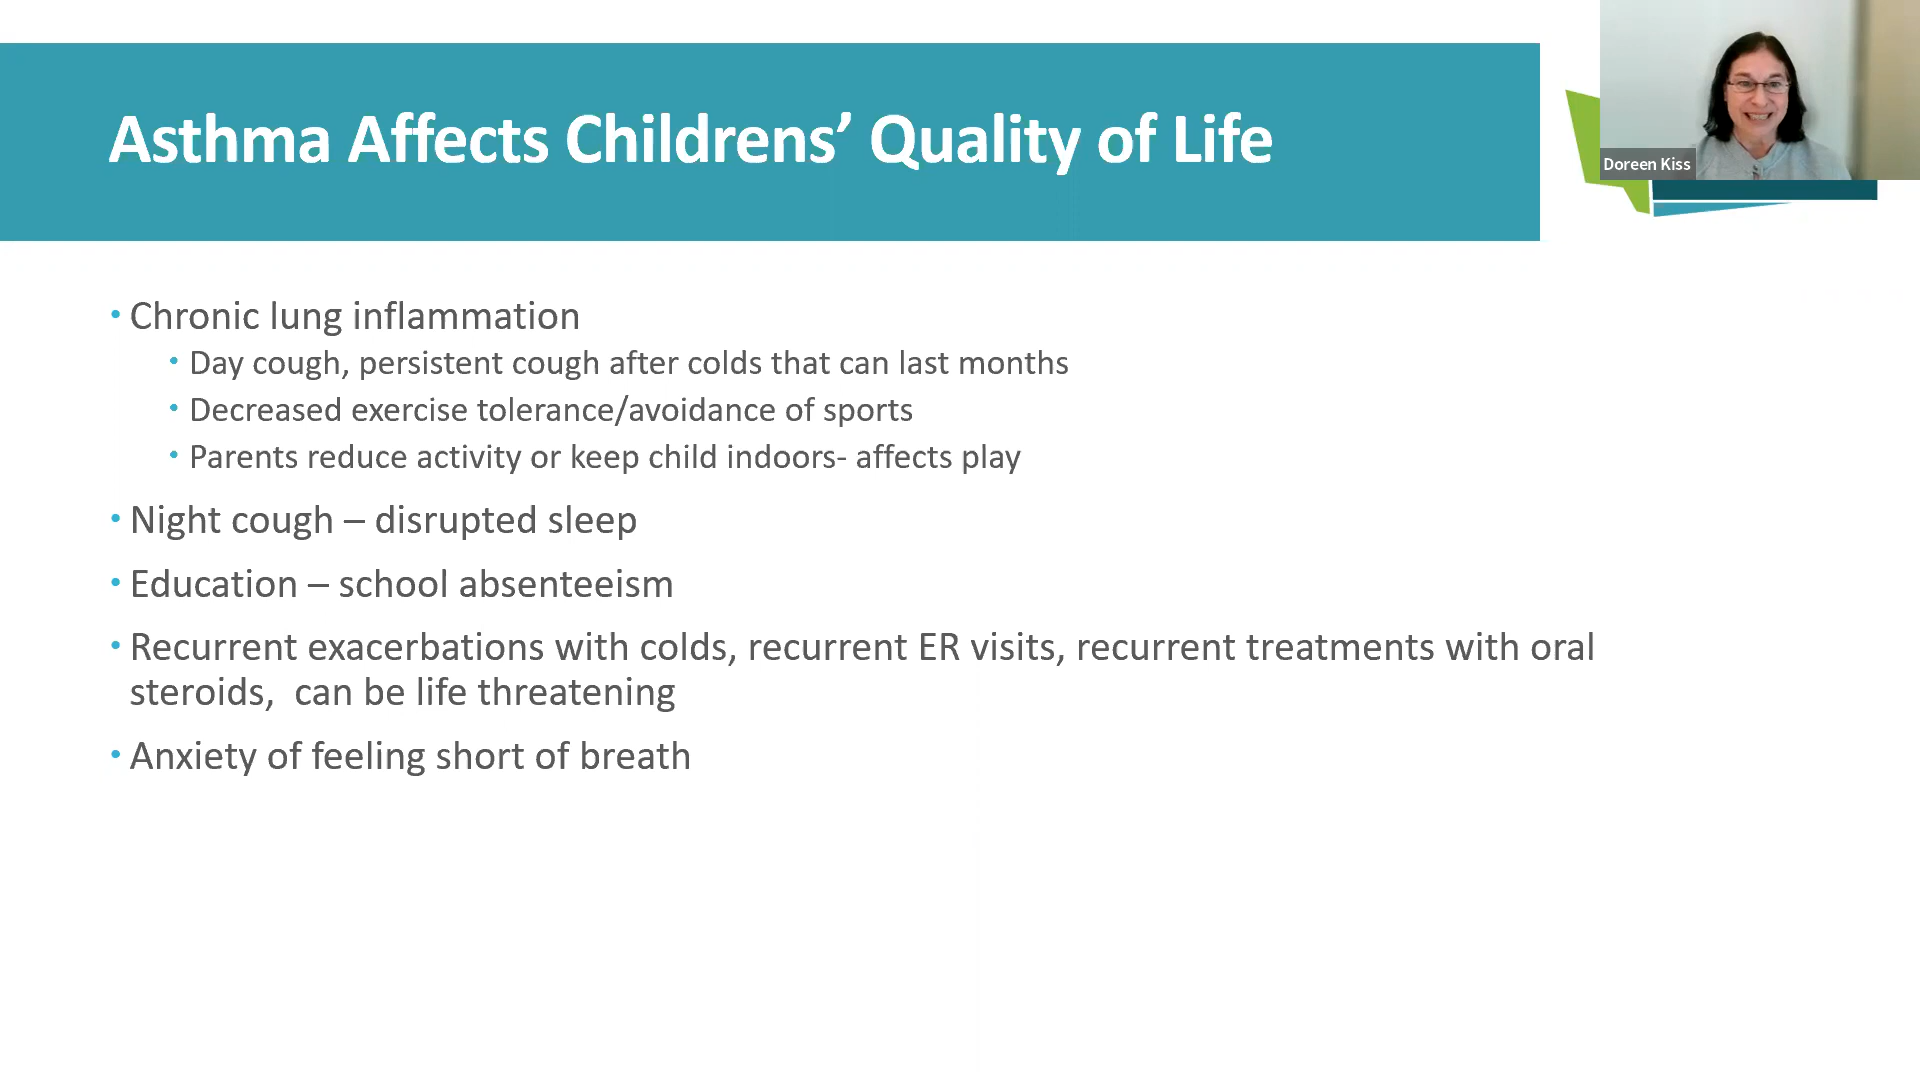 Asthma Affects Childrens’ Quality of Life
Doreen Kiss
• Chronic lung inflammation
• Day cough, persistent cough after colds that can last months
• Decreased exercise tolerance/avoidance of sports
• Parents reduce activity or keep child indoors- affects play
• Night cough – disrupted sleep
• Education – school absenteeism
• Recurrent exacerbations with colds, recurrent ER visits, recurrent treatments with oral
steroids,  can be life threatening
• Anxiety of feeling short of breath